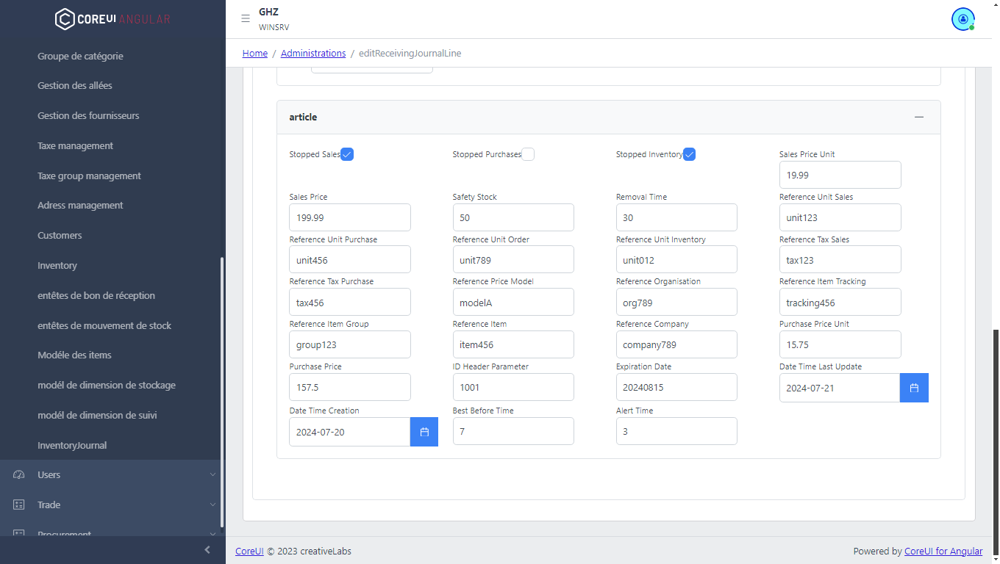 COREUI ANGULAR
Groupe de catégorie
Gestion des allées
Gestion des fournisseurs
Taxe management
Taxe group management
Adress management
Customers
Inventory
entêtes de bon de réception
entêtes de mouvement de stock
Modéle des items
modél de dimension de stockage
modél de dimension de suivi
InventoryJournal
Users
Trade
Procurement
GHZ
WINSRV
Home / Administrations / editReceivingJournalLine
article
Stopped Sales Stopped Purchases Stopped Inventory Sales Price Unit
19.99
Sales Price Safety Stock Removal Time Reference Unit Sales
199.99 50 30 unit123
Reference Unit Purchase Reference Unit Order Reference Unit Inventory Reference Tax Sales
unit456 unit789 unit012 tax123
Reference Tax Purchase Reference Price Model Reference Organisation Reference Item Tracking
tax456 modelA org789 tracking456
Reference Item Group Reference Item Reference Company Purchase Price Unit
group123 item456 company789 15.75
Purchase Price ID Header Parameter Expiration Date Date Time Last Update
157.5 1001 20240815 2024-07-21
Date Time Creation Best Before Time Alert Time
2024-07-20 7 3
CoreUI © 2023 creativeLabs
Powered by CoreUI for Angular